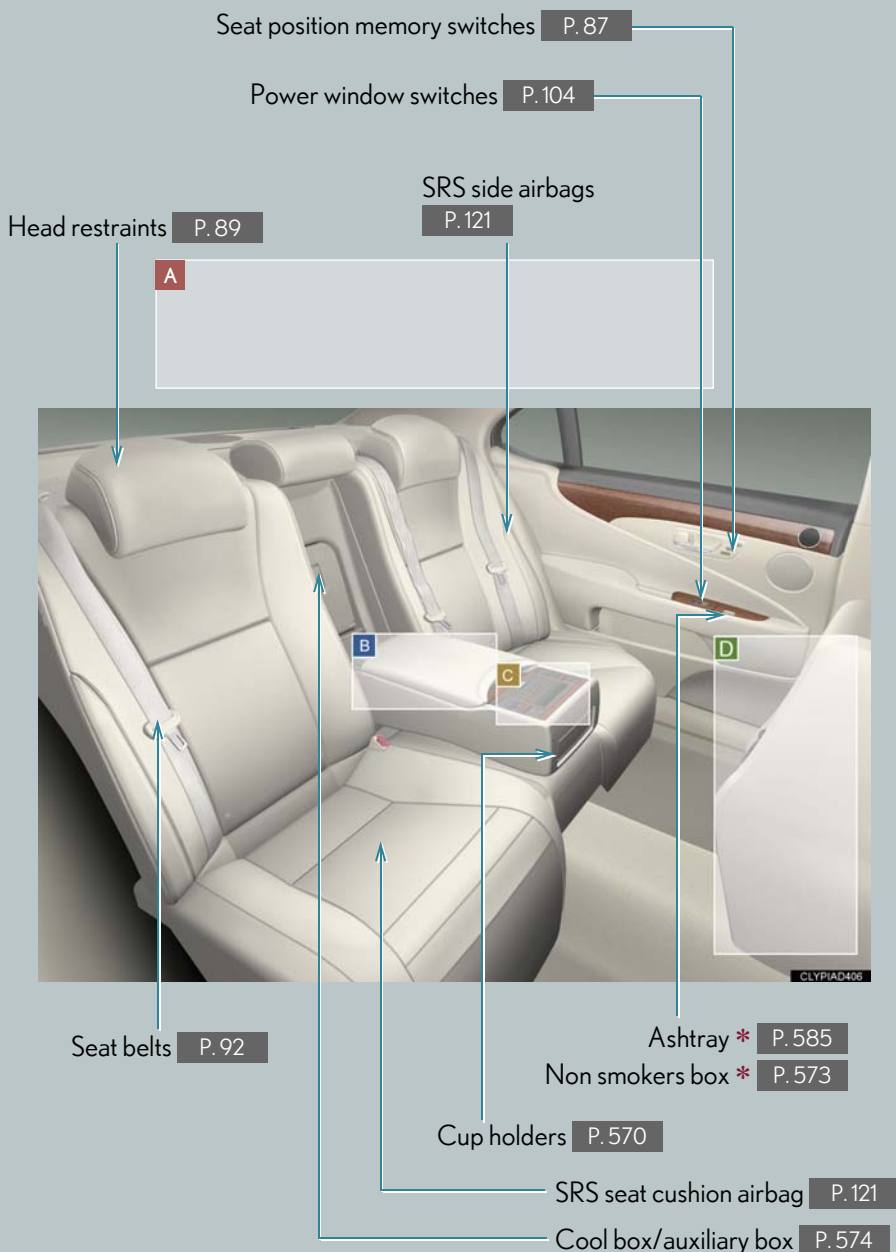 Seat position memory switches P. 87
Power window switches P. 104
SRS side airbags
P. 121
Head restraints P. 89
A
B
C
D
CLYPIAD406
Ashtray * P. 585
Seat belts P. 92
Non smokers box * P. 573
Cup holders P. 570
SRS seat cushion airbag P. 121
Cool box/auxiliary box P. 574